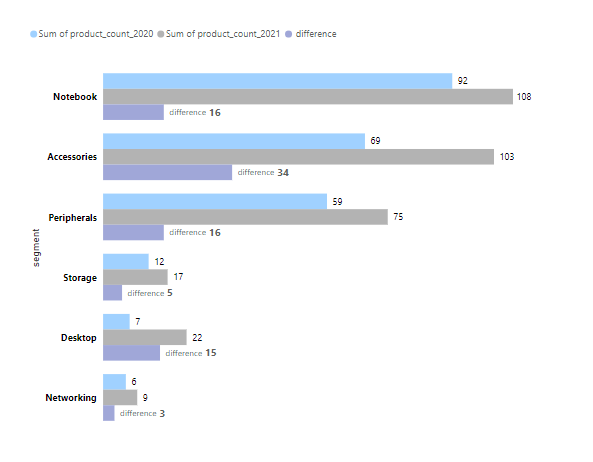 Sum of product_count_2020 Sum of product_count_2021 difference
92
Notebook 108
difference 16
69
Accessories 103
difference 34
59
Peripherals 75
difference 16
segment
12
Storage 17
difference 5
7
Desktop 22
difference 15
6
Networking 9
difference 3